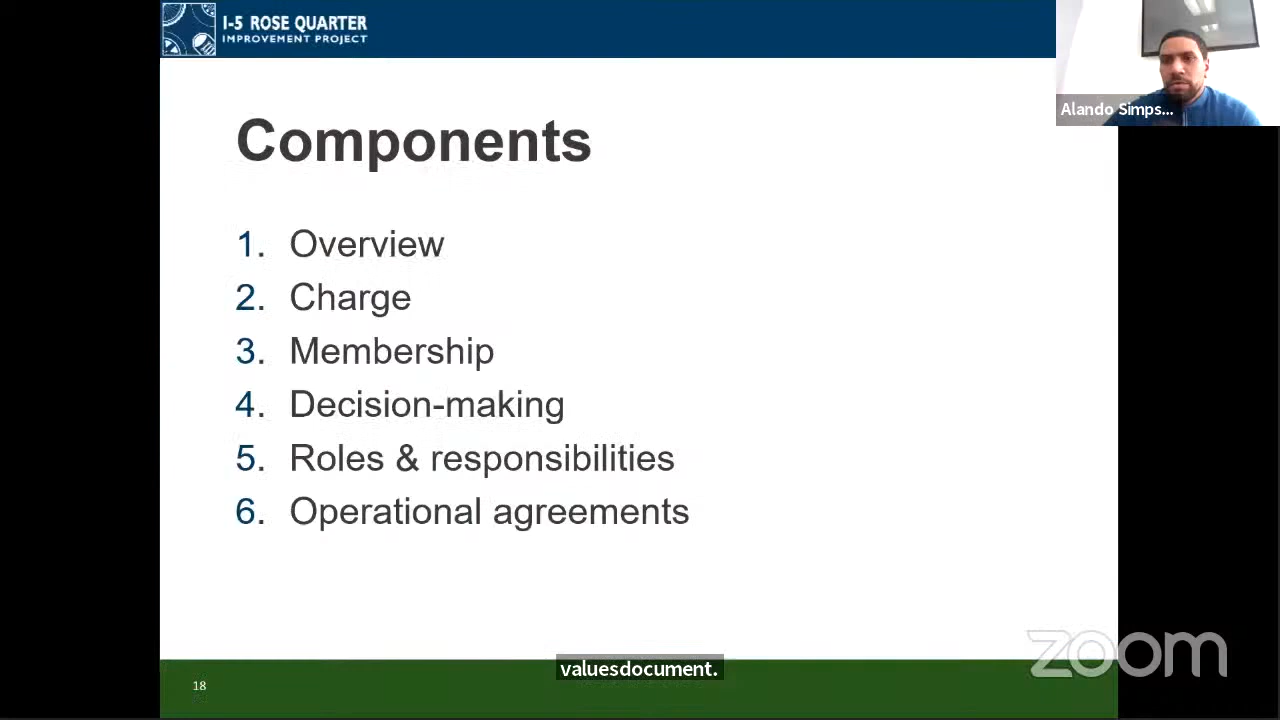 I-5 ROSE QUARTER
IMPROVEMENT PROJECT
Alando Simps...
Components
1. Overview
2. Charge
3. Membership
4. Decision-making
5. Roles & responsibilities
6. Operational agreements
zoom
valuesdocument.
18